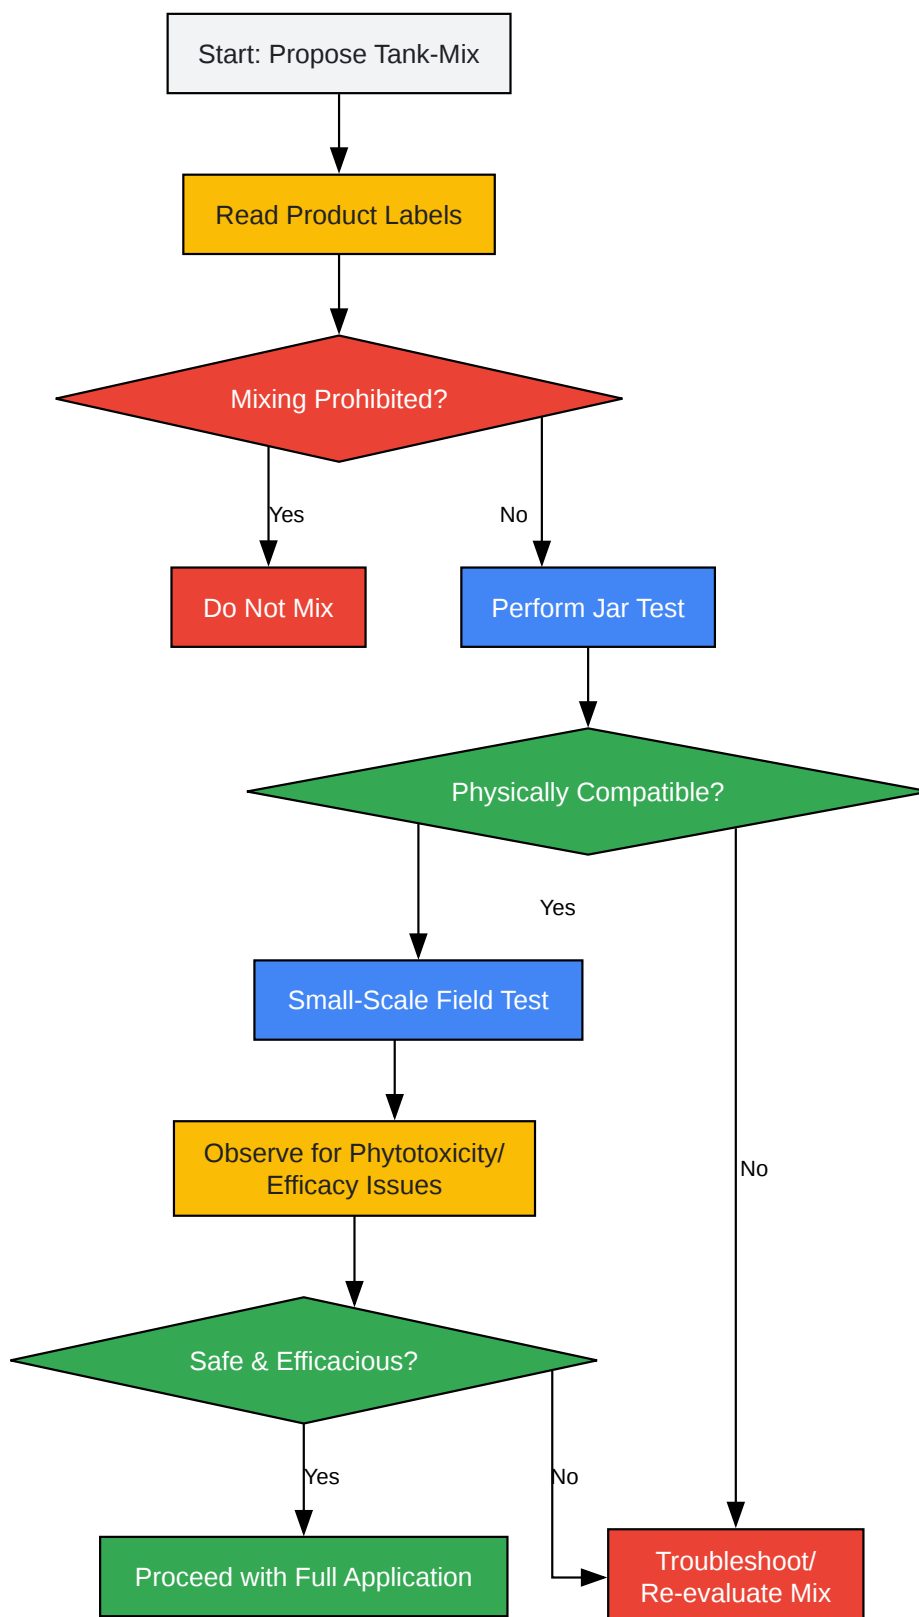 Start: Propose Tank-Mix
Read Product Labels
Mixing Prohibited?
Yes
No
Do Not Mix
Perform Jar Test
Physically Compatible?
Yes
Small-Scale Field Test
Observe for Phytotoxicity/
Efficacy Issues
No
Safe & Efficacious?
Yes
No
Proceed with Full Application
Troubleshoot/
Re-evaluate Mix